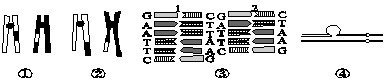 1 2
G C G C
A T A T
A T A T
T A T A
T A T A
C G C G
① ② ③ ④